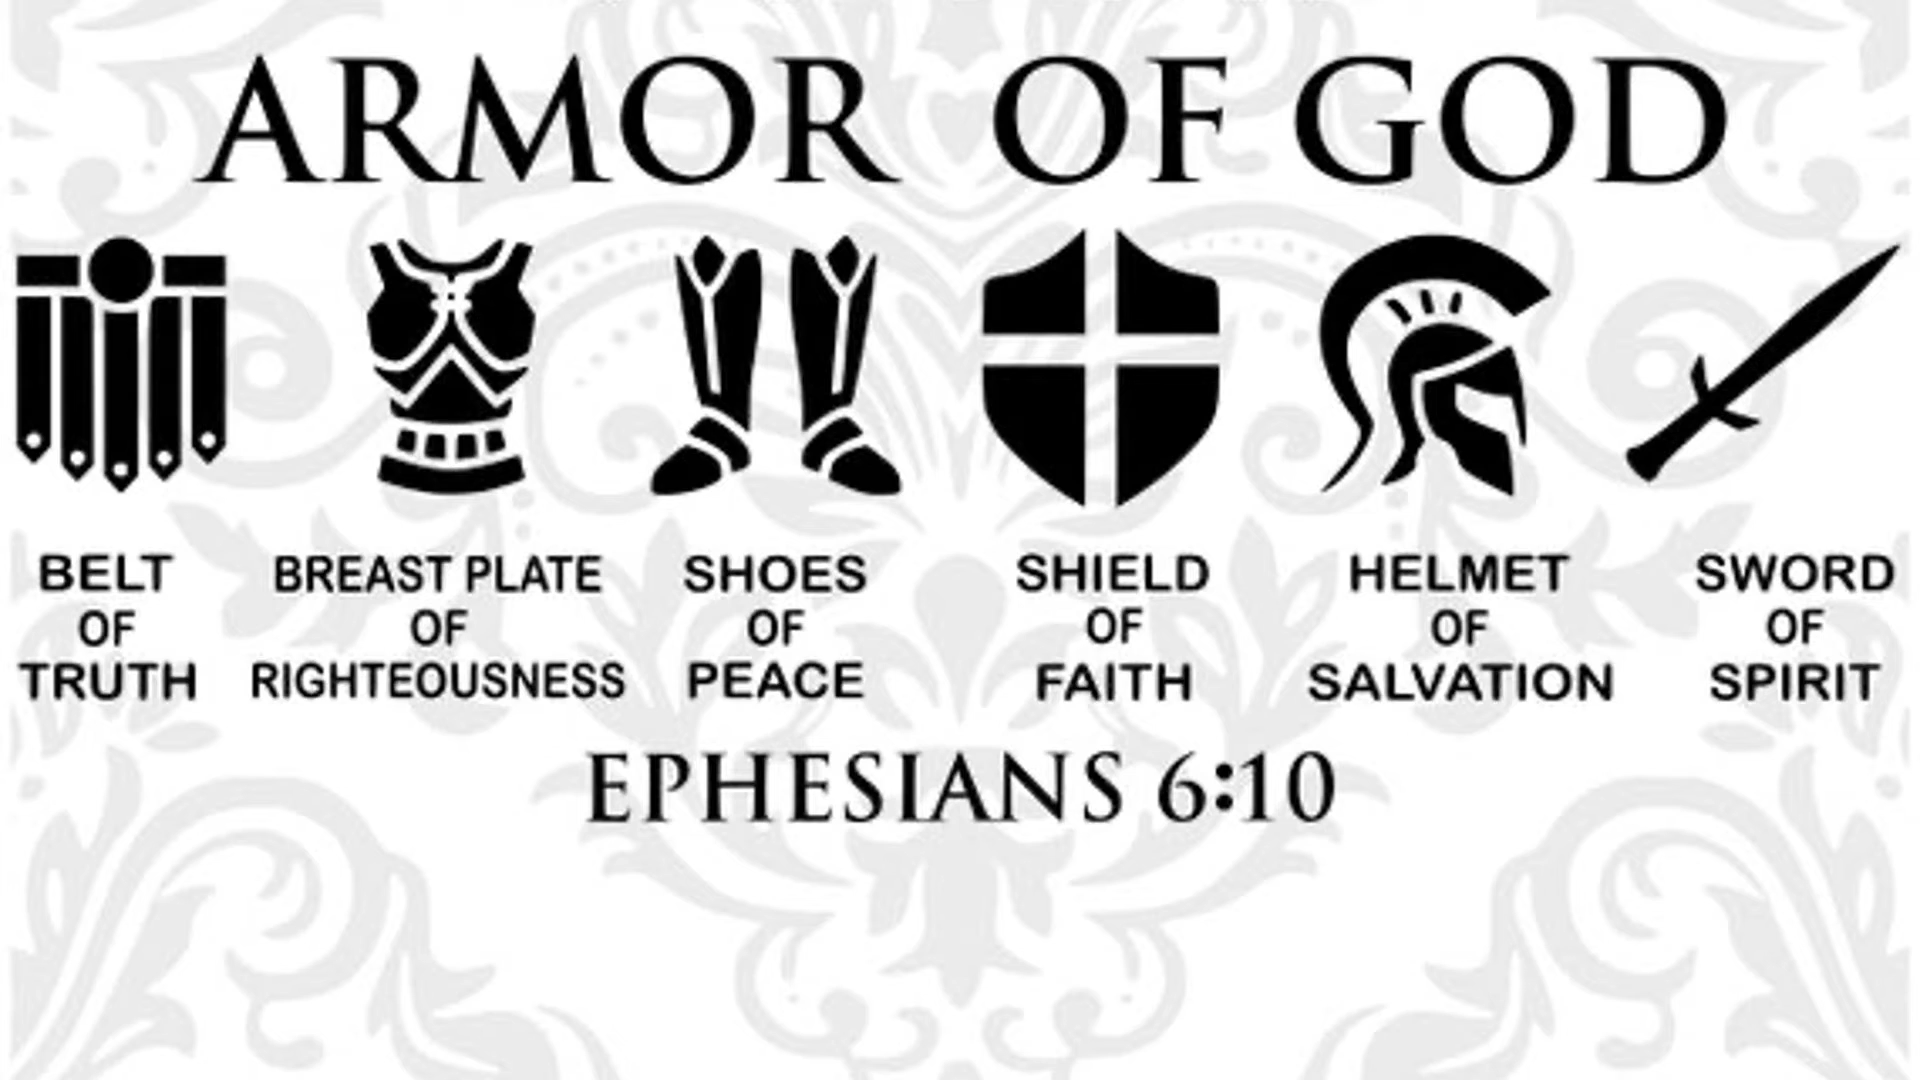 ARMOR OF GOD
BELT
OF
TRUTH
BREAST PLATE
OF
RIGHTEOUSNESS
SHOES
OF
PEACE
SHIELD
OF
FAITH
HELMET
OF
SALVATION
SWORD
OF
SPIRIT
EPHESIANS 6:10